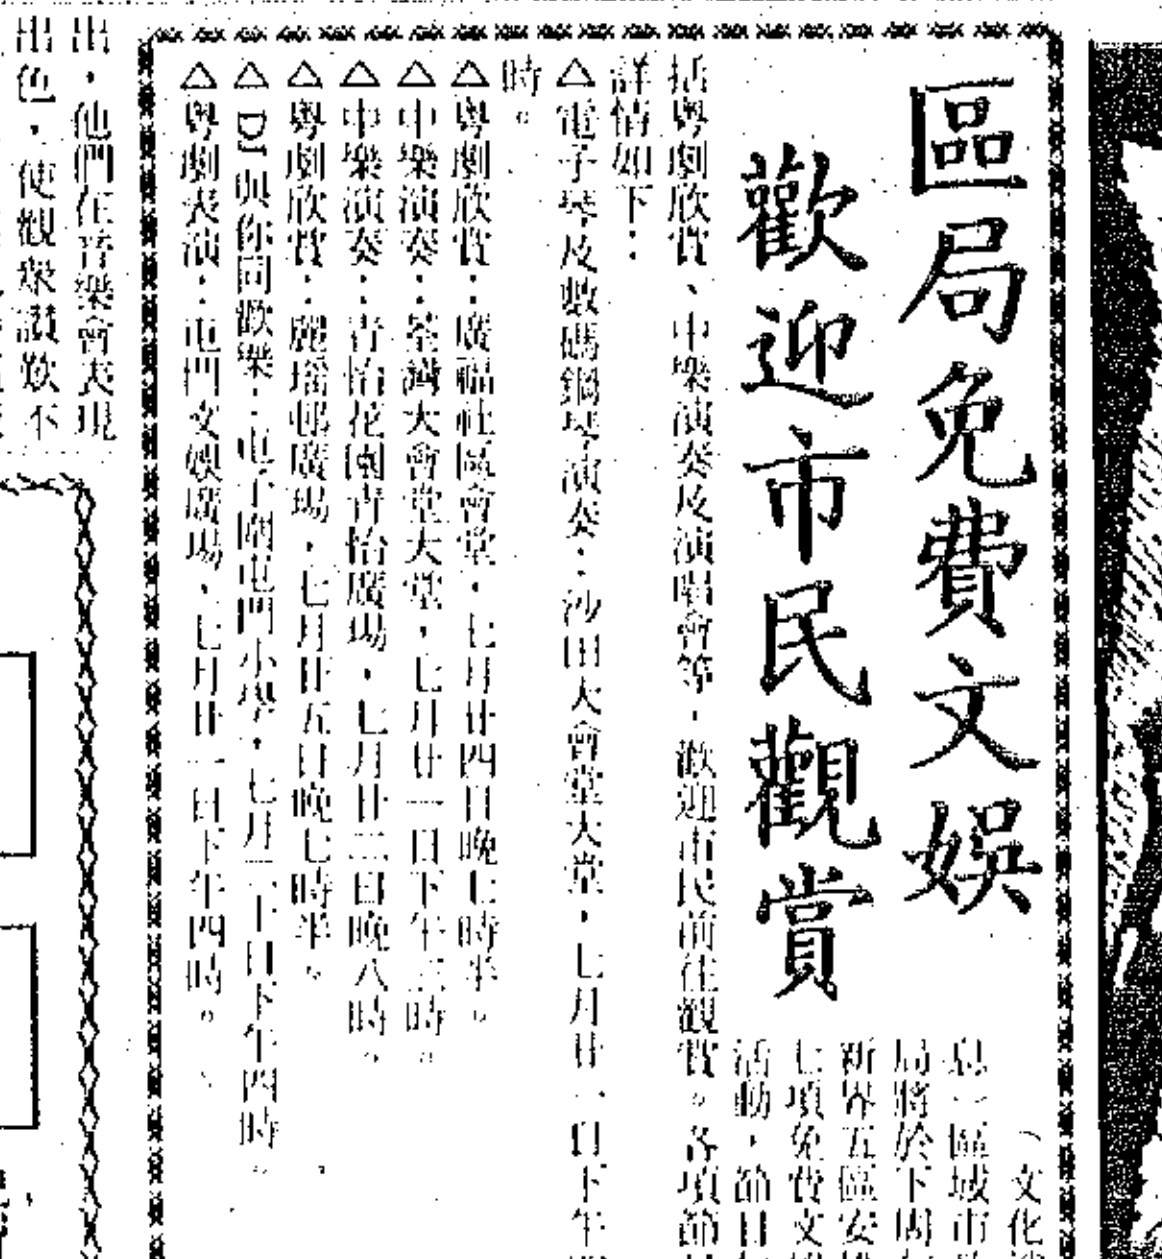 區局免費文娛
歡迎市民觀賞
（文化
息）區域市
局將於下周
新界五區安
七項免費文娛
活動，節目
括粵劇欣賞、中樂演奏及演唱會等，歡迎市民前往觀賞。各項節
詳情如下：
△電子琴及數碼鋼琴演奏：沙田大會堂大堂，七月廿一日下午
時。
△粵劇欣賞：廣福社區會堂，七月廿四日晚七時半。
△中樂演奏：荃灣大會堂大堂，七月廿一日下午三時。
△中樂演奏：青怡花園青怡廣場，七月廿二日晚八時。
△粵劇欣賞：麗瑤邨廣場，七月廿五日晚七時半。
△DJ與你同歡樂：屯子圍屯門小學，七月二十日下午四時。
△粵劇表演：屯門文娛廣場，七月廿一日下午四時。
出，他們在音樂會表現
出色，使觀衆讃歎不